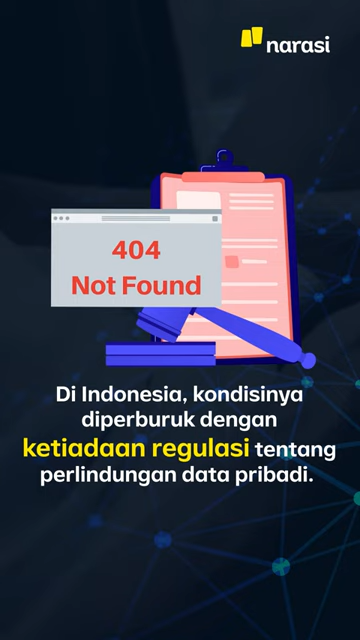 narasi
404
Not Found
Di Indonesia, kondisinya
diperburuk dengan
ketiadaan regulasi tentang
perlindungan data pribadi.